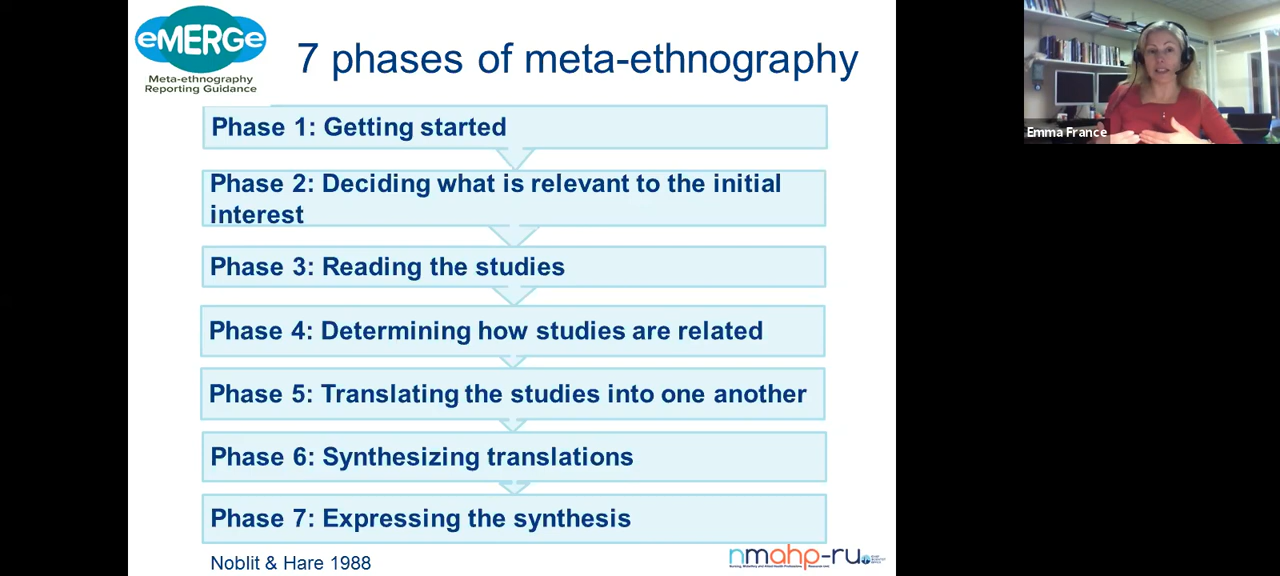 eMERGe
Meta-ethnography
Reporting Guidance
7 phases of meta-ethnography
Emma France
Phase 1: Getting started
Phase 2: Deciding what is relevant to the initial
interest
Phase 3: Reading the studies
Phase 4: Determining how studies are related
Phase 5: Translating the studies into one another
Phase 6: Synthesizing translations
Phase 7: Expressing the synthesis
Noblit & Hare 1988
nmahp-ru